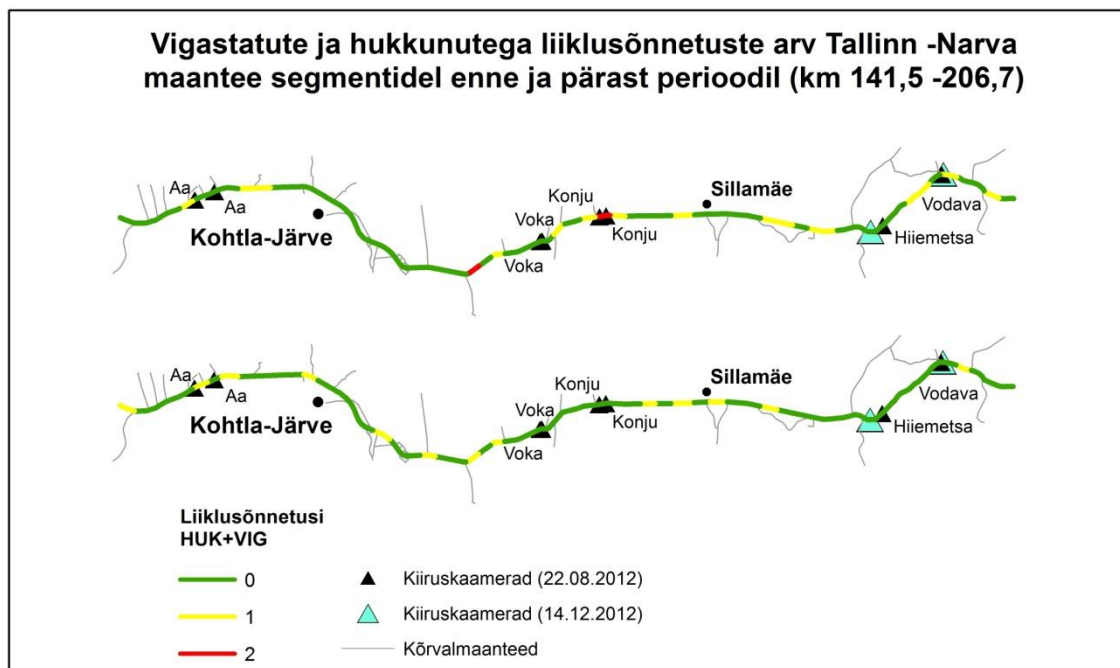 Vigastatute ja hukkunutega liiklusõnnetuste arv Tallinn -Narva
maantee segmentidel enne ja pärast perioodil (km 141,5 -206,7)
Aa
Aa
Kohtla-Järve
Voka
Voka
Konju
Konju
Sillamäe
Vodava
Hiiemetsa
Aa
Aa
Kohtla-Järve
Voka
Voka
Konju
Konju
Sillamäe
Vodava
Hiiemetsa
Liiklusõnnetusi
HUK+VIG
0
1
2
Kiiruskaamerad (22.08.2012)
Kiiruskaamerad (14.12.2012)
Kõrvalmaanteed